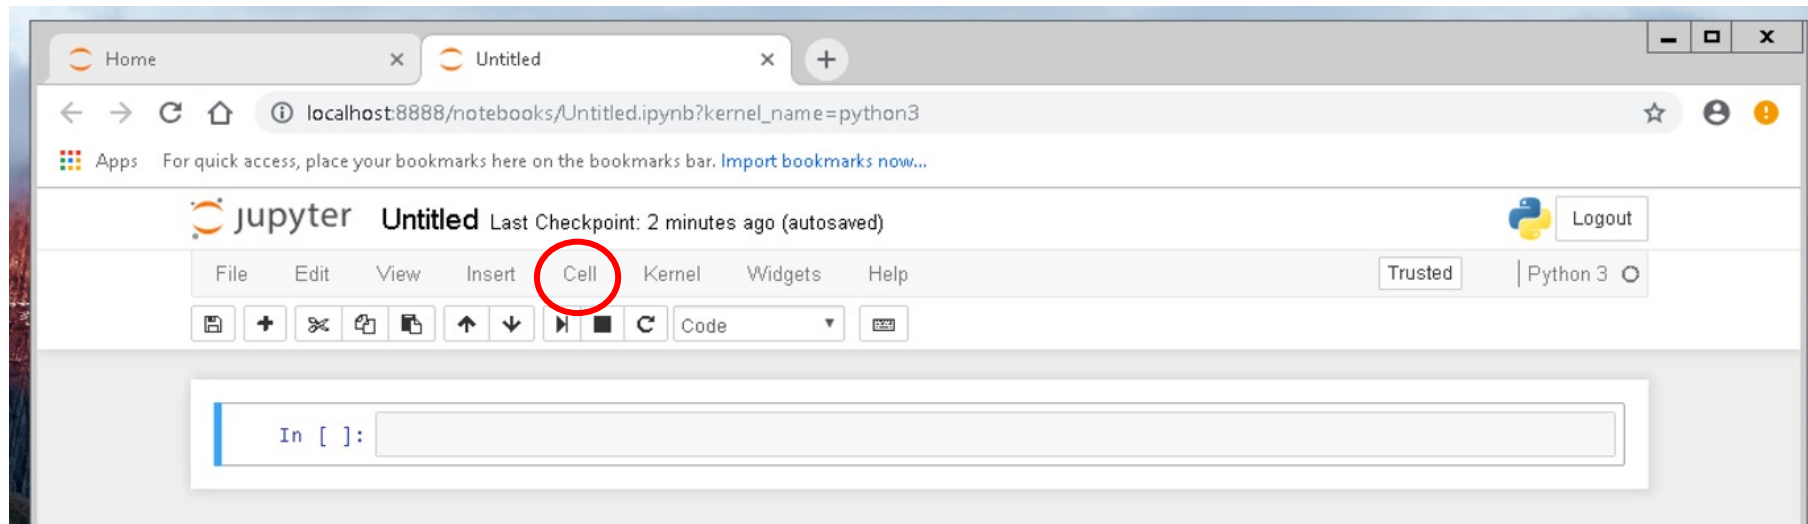 Home × Untitled × +
localhost:8888/notebooks/Untitled.ipynb?kernel_name=python3
Apps For quick access, place your bookmarks here on the bookmarks bar. Import bookmarks now...
jupyter Untitled Last Checkpoint: 2 minutes ago (autosaved) Logout
File Edit View Insert Cell Kernel Widgets Help Trusted Python 3
Code
In [ ]: